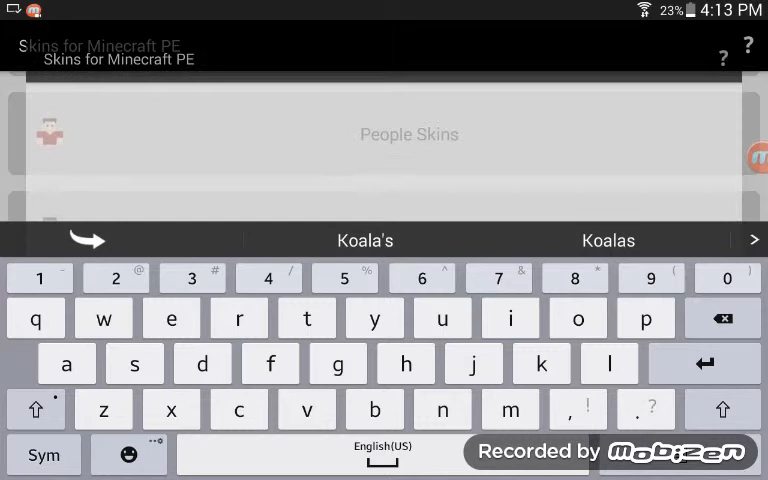 23% 4:13 PM
Skins for Minecraft PE ?
Skins for Minecraft PE ?
People Skins
Koala's Koalas >
1 - 2 @ 3 # 4 / 5 % 6 ^ 7 & 8 * 9 ( 0 )
q w e r t y u i o p
a s d f g h j k l
z x c v b n m , ! . ?
Sym English(US)
Recorded by mobizen